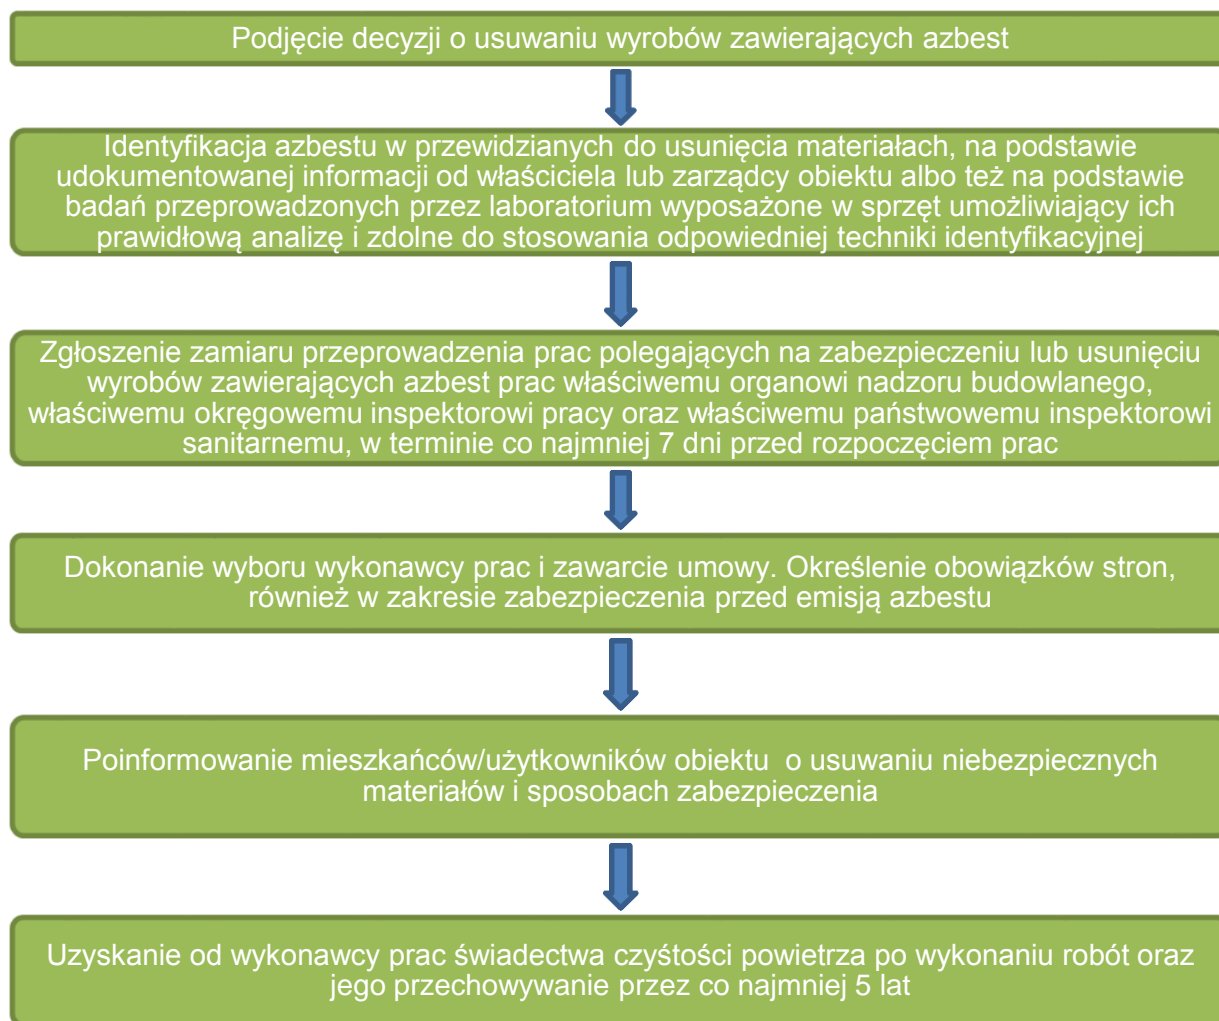 Podjęcie decyzji o usuwaniu wyrobów zawierających azbest
Identyfikacja azbestu w przewidzianych do usunięcia materiałach, na podstawie
udokumentowanej informacji od właściciela lub zarządcy obiektu albo też na podstawie
badań przeprowadzonych przez laboratorium wyposażone w sprzęt umożliwiający ich
prawidłową analizę i zdolne do stosowania odpowiedniej techniki identyfikacyjnej
Zgłoszenie zamiaru przeprowadzenia prac polegających na zabezpieczeniu lub usunięciu
wyrobów zawierających azbest prac właściwemu organowi nadzoru budowlanego,
właściwemu okręgowemu inspektorowi pracy oraz właściwemu państwowemu inspektorowi
sanitarnemu, w terminie co najmniej 7 dni przed rozpoczęciem prac
Dokonanie wyboru wykonawcy prac i zawarcie umowy. Określenie obowiązków stron,
również w zakresie zabezpieczenia przed emisją azbestu
Poinformowanie mieszkańców/użytkowników obiektu o usuwaniu niebezpiecznych
materiałów i sposobach zabezpieczenia
Uzyskanie od wykonawcy prac świadectwa czyśtości powietrza po wykonaniu robót oraz
jego przechowywanie przez co najmniej 5 lat